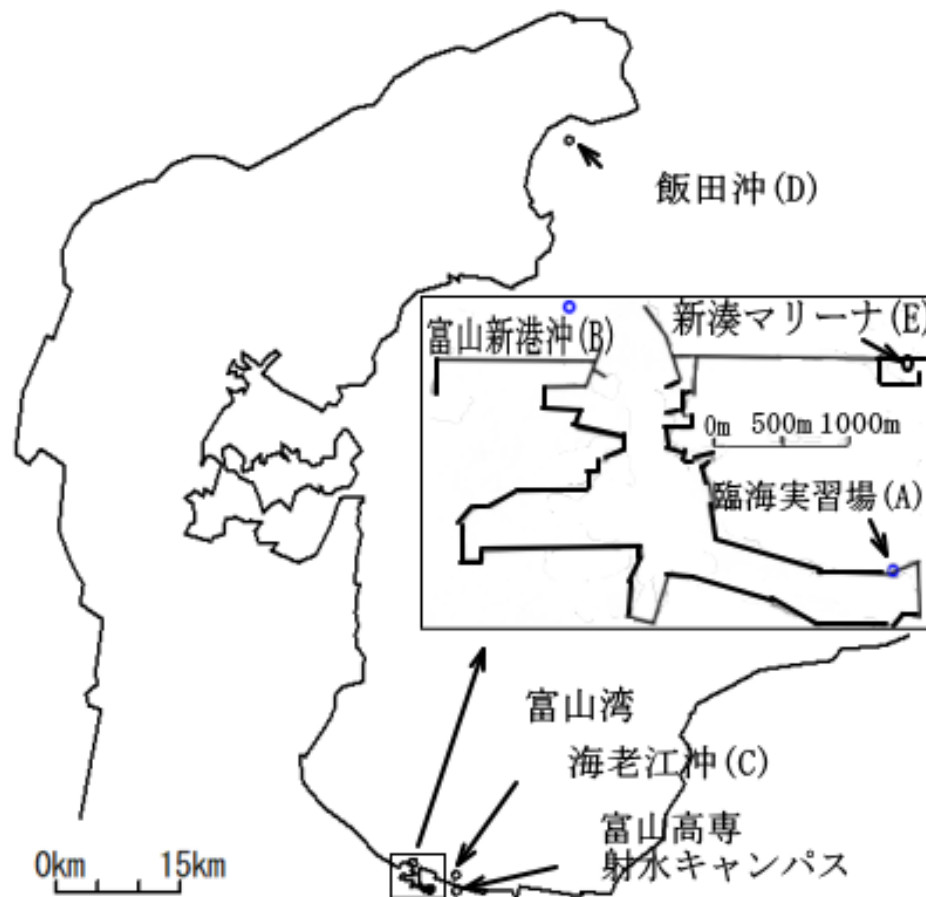 飯田沖(D)
新湊マリーナ(E)
富山新港沖(B)
0m 500m 1000m
臨海実習場(A)
富山湾
海老江沖(C)
富山高専
射水キャンパス
0km 15km